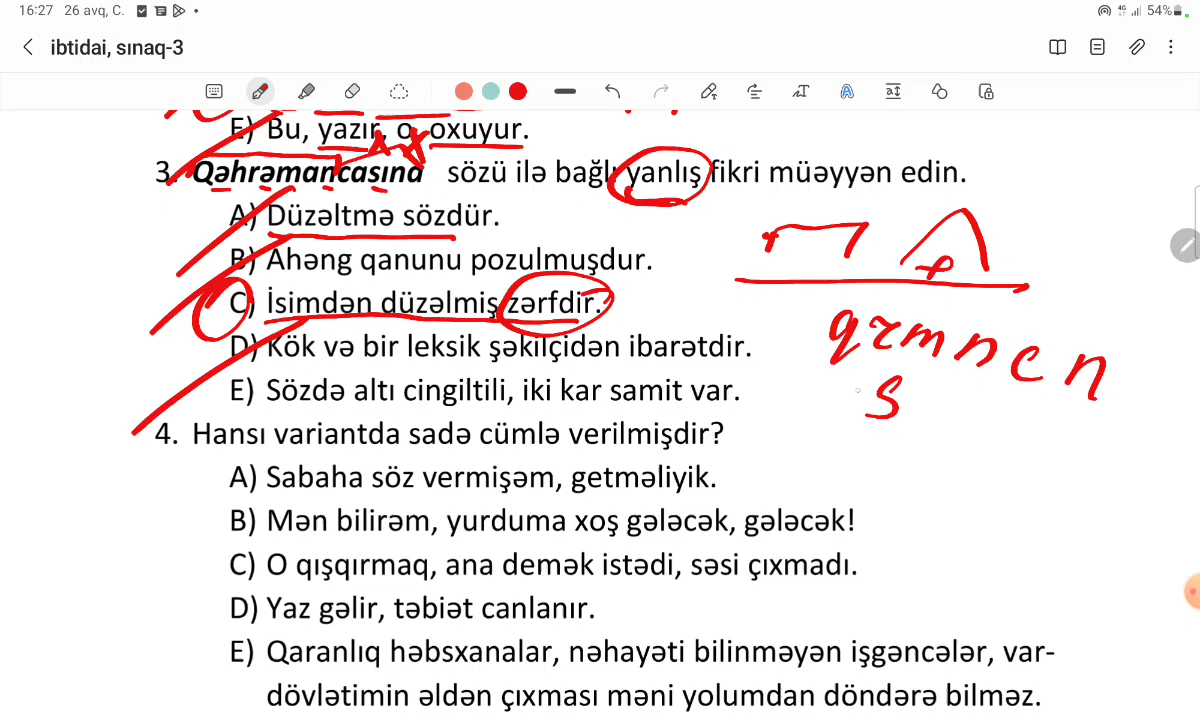 16:27 26 avq, C. 4G 54%
ibtidai, sınaq-3
E) Bu, yazır, o, oxuyur.
3. Qəhrəmancasına sözü ilə bağlı yanlış fikri müəyyən edin.
A) Düzəltmə sözdür.
B) Ahəng qanunu pozulmuşdur.
C) İsimdən düzəlmiş zərfdir.
D) Kök və bir leksik şəkilçidən ibarətdir.
E) Sözdə altı cingiltili, iki kar samit var.
q r m n c n
s
4. Hansı variantda sadə cümlə verilmişdir?
A) Sabaha söz vermişəm, getməliyik.
B) Mən bilirəm, yurduma xoş gələcək, gələcək!
C) O qışqırmaq, ana demək istədi, səsi çıxmadı.
D) Yaz gəlir, təbiət canlanır.
E) Qaranlıq həbsxanalar, nəhayəti bilinməyən işgəncələr, var-
dövlətimin əldən çıxması məni yolumdan döndərə bilməz.